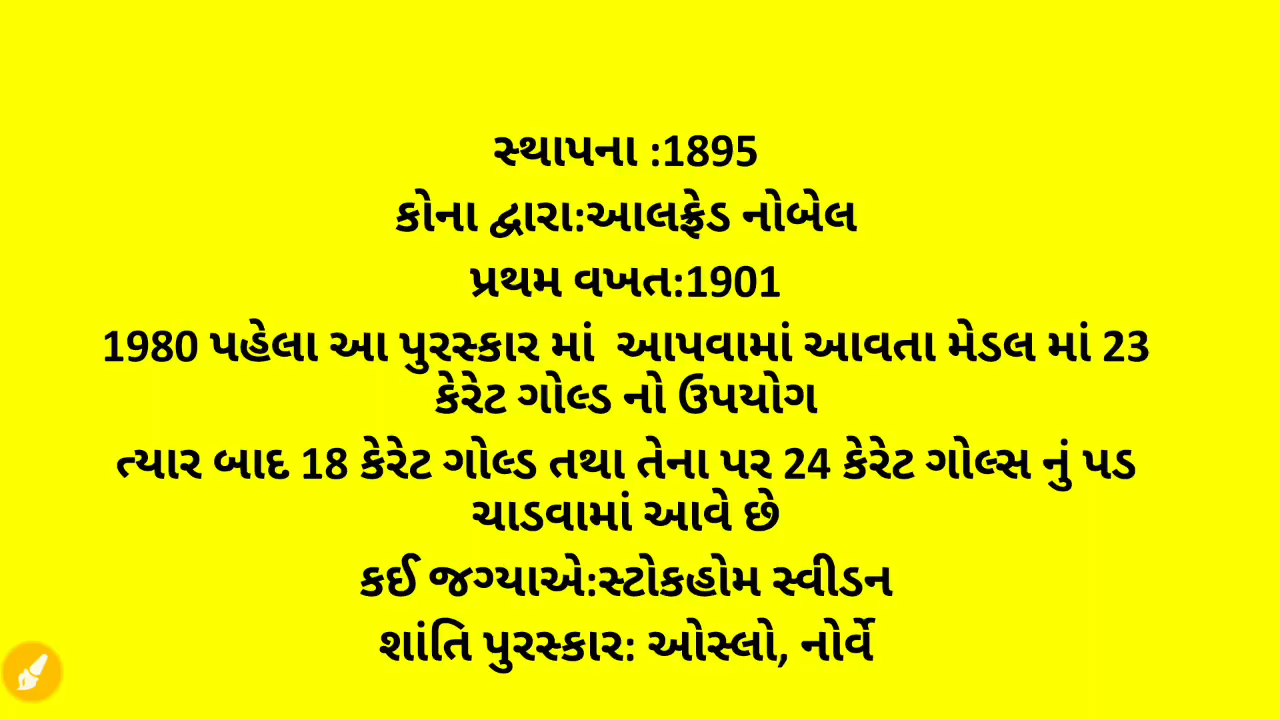 સ્થાપના :1895
કોના દ્વારા:આલફ્રેડ નોબેલ
પ્રથમ વખત:1901
1980 પહેલા આ પુરસ્કાર માં  આપવામાં આવતા મેડલ માં 23
કેરેટ ગોલ્ડ નો ઉપયોગ
ત્યાર બાદ 18 કેરેટ ગોલ્ડ તથા તેના પર 24 કેરેટ ગોલ્સ નું પડ
ચાડવામાં આવે છે
કઈ જગ્યાએ:સ્ટોકહોમ સ્વીડન
શાંતિ પુરસ્કાર: ઓસ્લો, નોર્વે